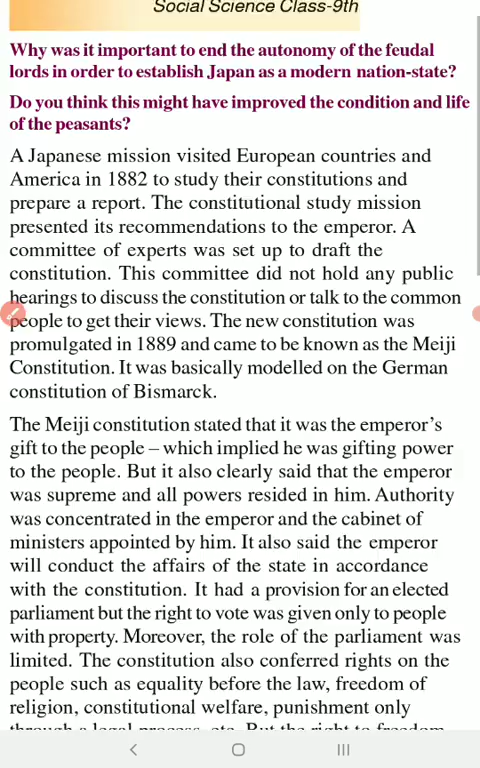 Social Science Class-9th
Why was it important to end the autonomy of the feudal
lords in order to establish Japan as a modern nation-state?
Do you think this might have improved the condition and life
of the peasants?
A Japanese mission visited European countries and
America in 1882 to study their constitutions and
prepare a report. The constitutional study mission
presented its recommendations to the emperor. A
committee of experts was set up to draft the
constitution. This committee did not hold any public
hearings to discuss the constitution or talk to the common
people to get their views. The new constitution was
promulgated in 1889 and came to be known as the Meiji
Constitution. It was basically modelled on the German
constitution of Bismarck.
The Meiji constitution stated that it was the emperor's
gift to the people – which implied he was gifting power
to the people. But it also clearly said that the emperor
was supreme and all powers resided in him. Authority
was concentrated in the emperor and the cabinet of
ministers appointed by him. It also said the emperor
will conduct the affairs of the state in accordance
with the constitution. It had a provision for an elected
parliament but the right to vote was given only to people
with property. Moreover, the role of the parliament was
limited. The constitution also conferred rights on the
people such as equality before the law, freedom of
religion, constitutional welfare, punishment only
through a legal process, etc. But the right to freedom